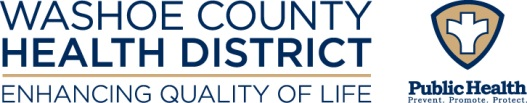 WASHOE COUNTY
HEALTH DISTRICT
ENHANCING QUALITY OF LIFE
Public Health
Prevent. Promote. Protect.